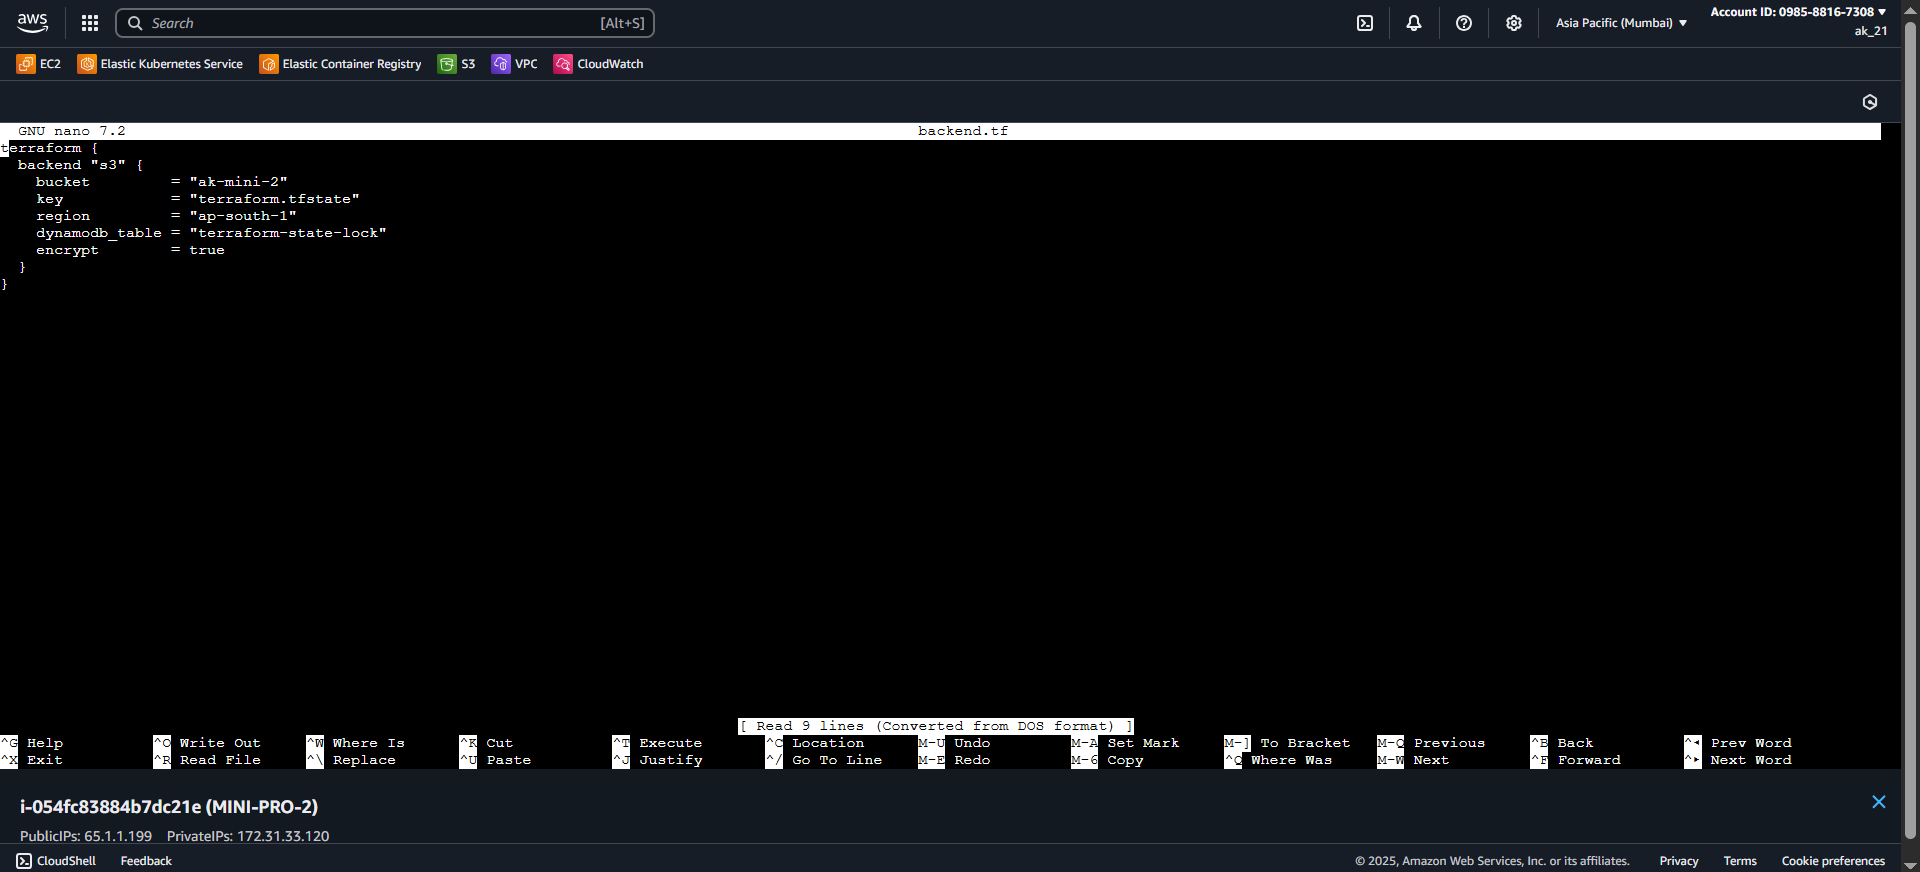 aws
Search [Alt+S]
Asia Pacific (Mumbai)
Account ID: 0985-8816-7308
ak_21
EC2 Elastic Kubernetes Service Elastic Container Registry S3 VPC CloudWatch
GNU nano 7.2 backend.tf
terraform {
  backend "s3" {
    bucket         = "ak-mini-2"
    key            = "terraform.tfstate"
    region         = "ap-south-1"
    dynamodb_table = "terraform-state-lock"
    encrypt        = true
  }
}
[ Read 9 lines (Converted from DOS format) ]
^G Help ^O Write Out ^W Where Is ^K Cut ^T Execute ^C Location M-U Undo M-A Set Mark M-] To Bracket M-Q Previous ^B Back ^◂ Prev Word
^X Exit ^R Read File ^\ Replace ^U Paste ^J Justify ^/ Go To Line M-E Redo M-6 Copy ^Q Where Was M-W Next ^F Forward ^▸ Next Word
i-054fc83884b7dc21e (MINI-PRO-2)
PublicIPs: 65.1.1.199 PrivateIPs: 172.31.33.120
CloudShell Feedback © 2025, Amazon Web Services, Inc. or its affiliates. Privacy Terms Cookie preferences